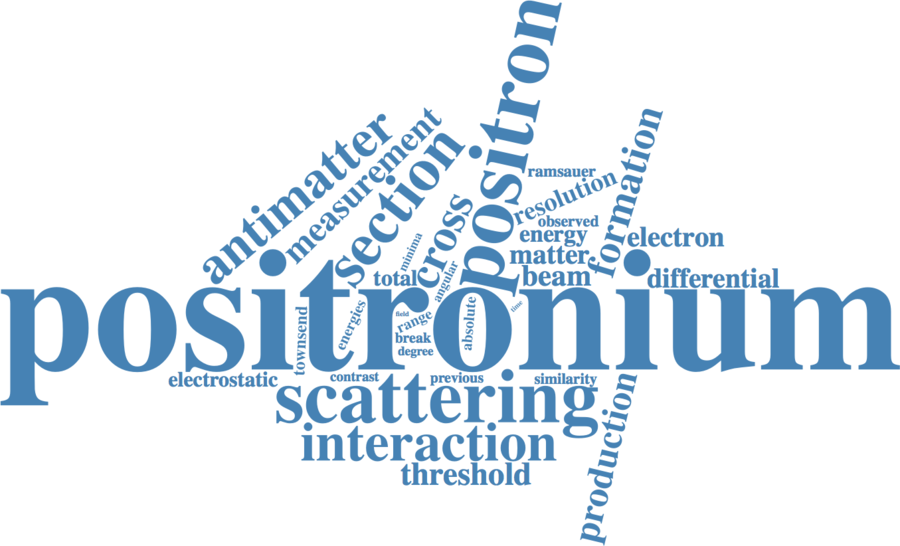 positron
antimatter
measurement
section
cross
ramsauer
resolution
formation
observed
energy
electron
minima
matter
total
angular
beam
differential
positronium
energies
townsend
field
range
absolute
time
break
degree
electrostatic
contrast
previous
similarity
scattering
production
interaction
threshold